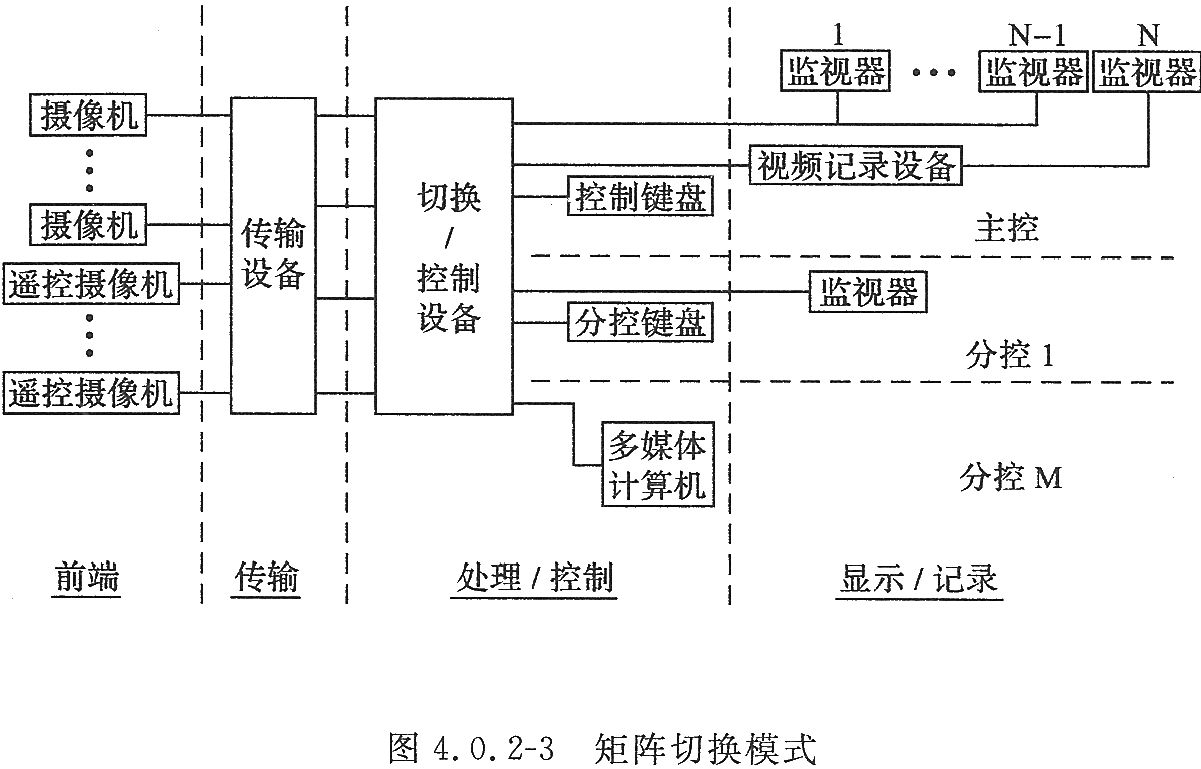 1 N-1 N
监视器 ••• 监视器 监视器
摄像机
视频记录设备
控制键盘
摄像机
主控
传输
设备
切换
/
控制
设备
遥控摄像机
监视器
分控键盘
分控 1
遥控摄像机
多媒体
计算机
分控 M
前端 传输 处理 / 控制 显示 / 记录
图 4.0.2-3 矩阵切换模式